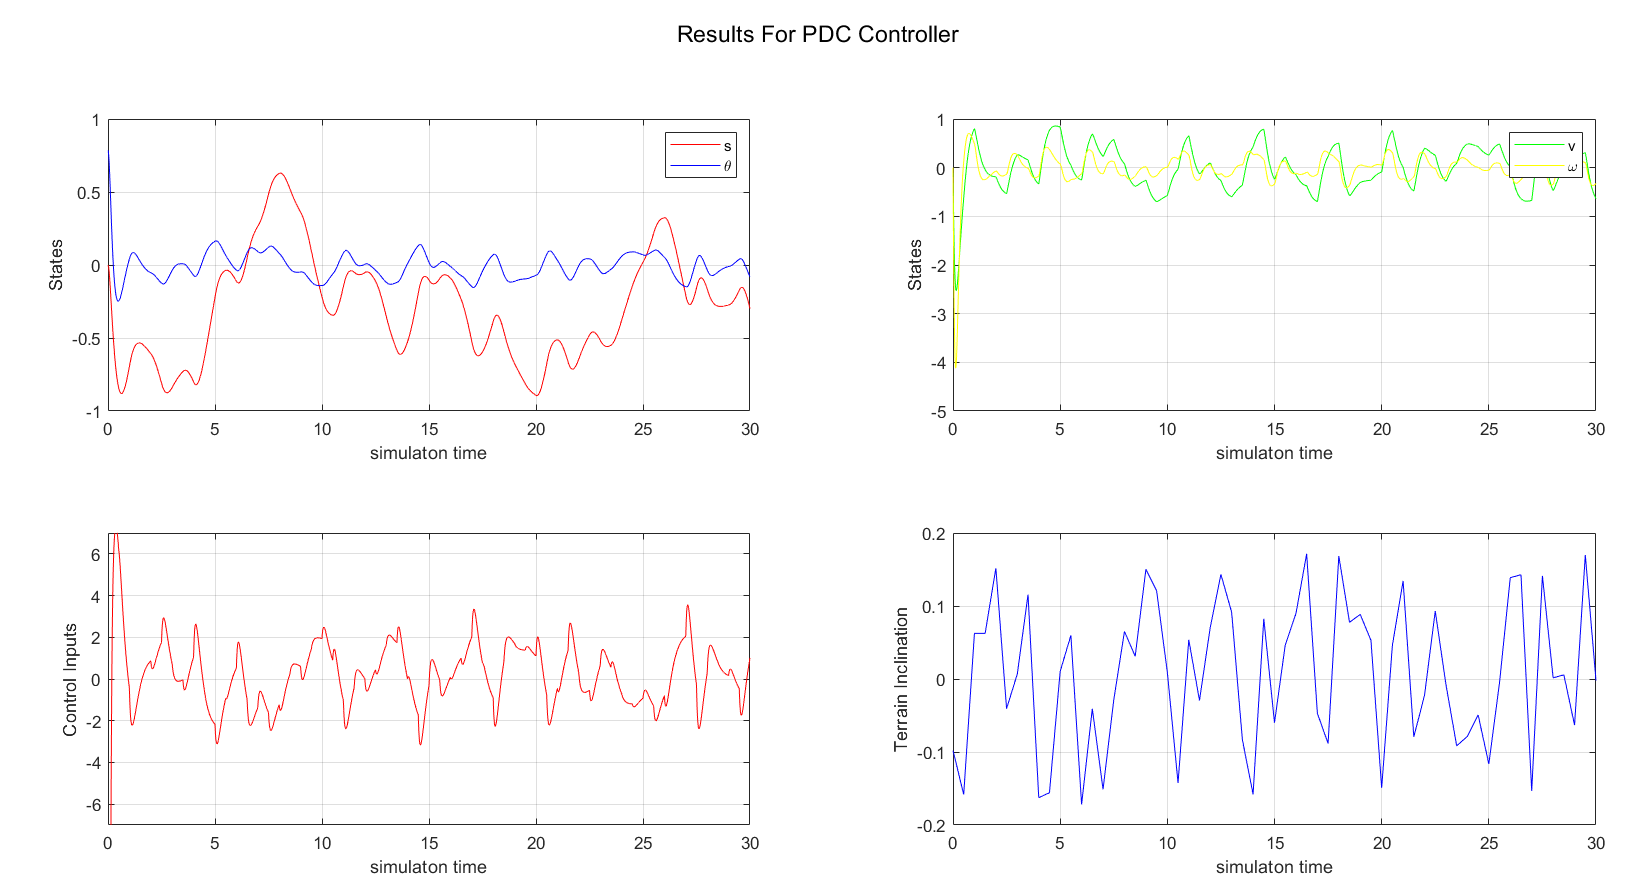 Results For PDC Controller
1
0.5
0
-0.5
-1
States
0 5 10 15 20 25 30
simulaton time
s
θ
1
0
-1
-2
-3
-4
-5
States
0 5 10 15 20 25 30
simulaton time
v
ω
6
4
2
0
-2
-4
-6
Control Inputs
0 5 10 15 20 25 30
simulaton time
0.2
0.1
0
-0.1
-0.2
Terrain Inclination
0 5 10 15 20 25 30
simulaton time